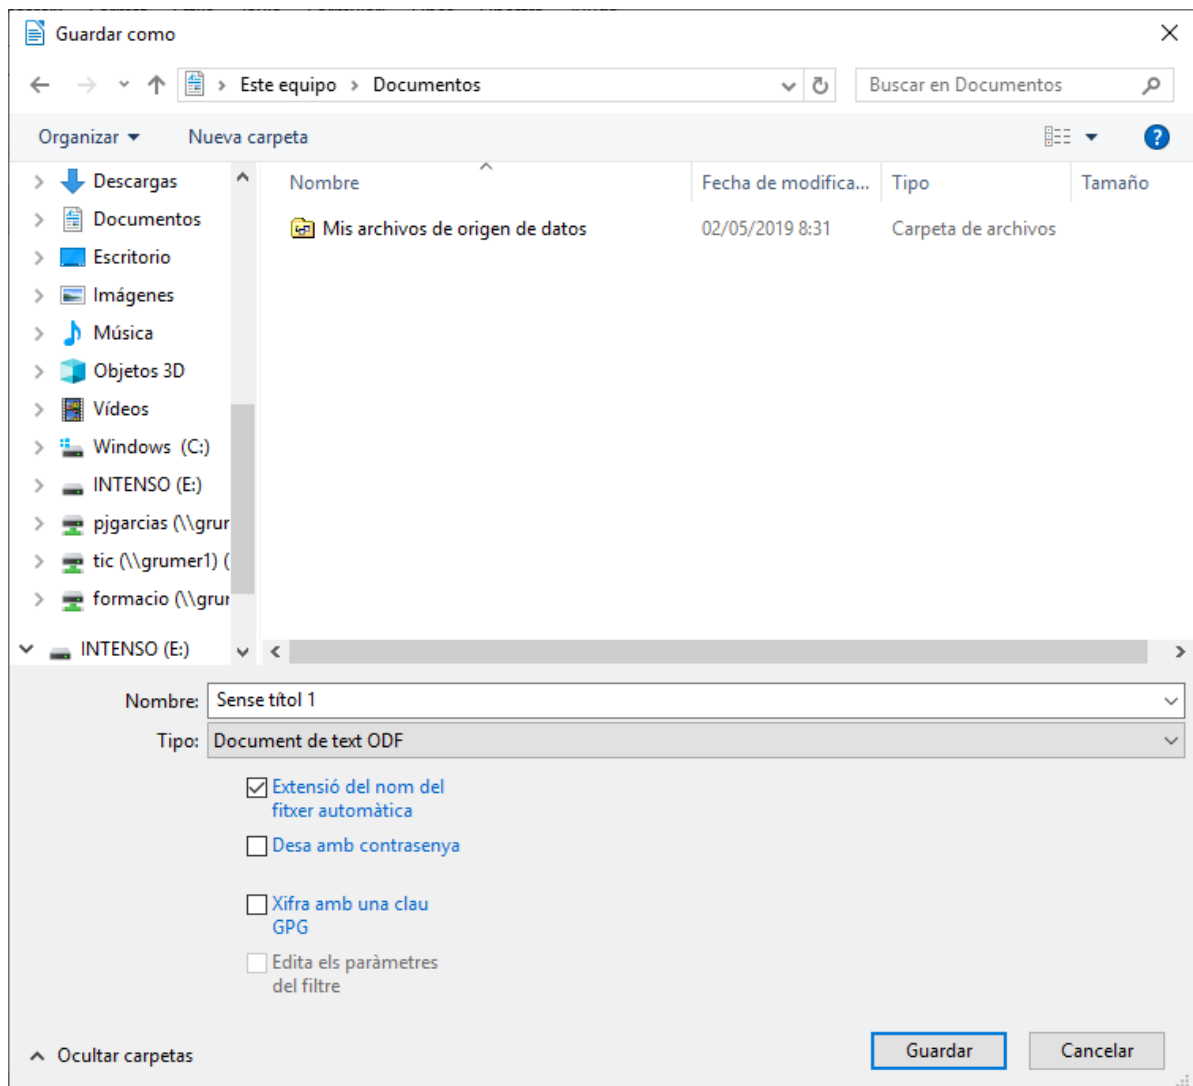 Guardar como
Este equipo > Documentos
Buscar en Documentos
Organizar
Nueva carpeta
Nombre
Fecha de modifica...
Tipo
Tamaño
Descargas
Documentos
Escritorio
Imágenes
Música
Objetos 3D
Vídeos
Windows (C:)
INTENSO (E:)
pjgarcias (\\grur
tic (\\grumer1) (
formacio (\\grur
INTENSO (E:)
Mis archivos de origen de datos
02/05/2019 8:31
Carpeta de archivos
Nombre: Sense títol 1
Tipo: Document de text ODF
Extensió del nom del
fitxer automàtica
Desa amb contrasenya
Xifra amb una clau
GPG
Edita els paràmetres
del filtre
Ocultar carpetas
Guardar
Cancelar